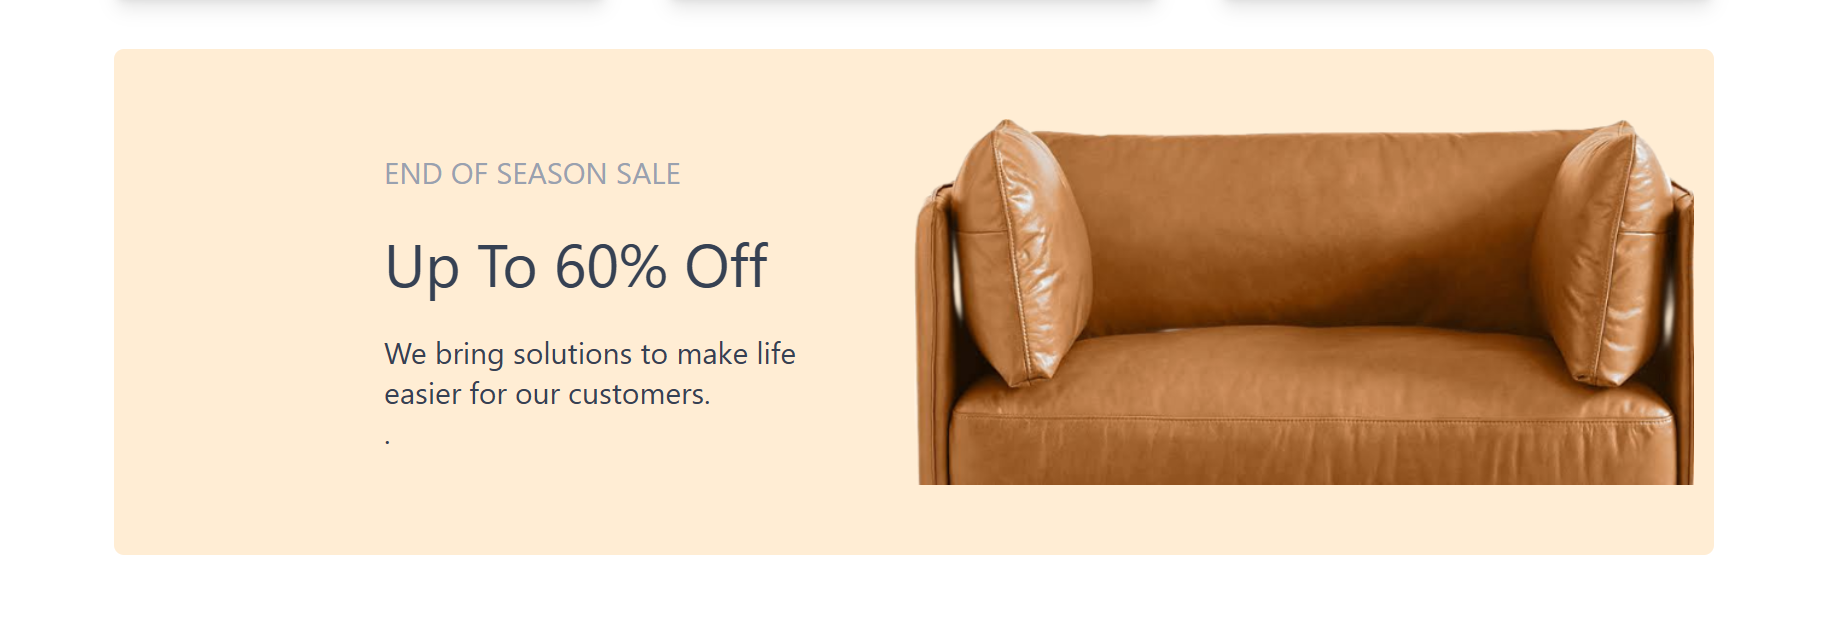 END OF SEASON SALE
Up To 60% Off
We bring solutions to make life
easier for our customers.
.